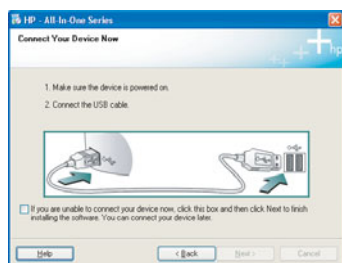 HP - All-In-One Series
Connect Your Device Now
hp
1. Make sure the device is powered on.
2. Connect the USB cable.
If you are unable to connect your device now, click this box and then click Next to finish
installing the software. You can connect your device later.
Help
< Back
Next >
Cancel